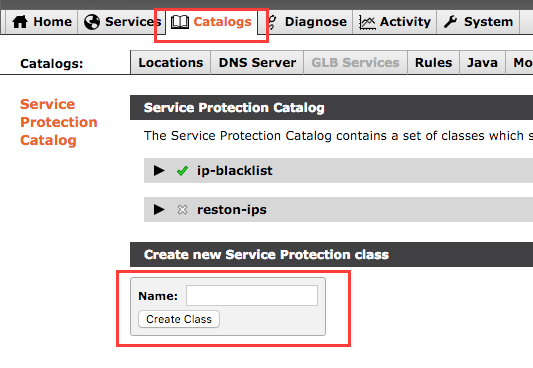 Home Services Catalogs Diagnose Activity System
Catalogs: Locations DNS Server GLB Services Rules Java Mo
Service
Protection
Catalog
Service Protection Catalog
The Service Protection Catalog contains a set of classes which s
ip-blacklist
reston-ips
Create new Service Protection class
Name:
Create Class